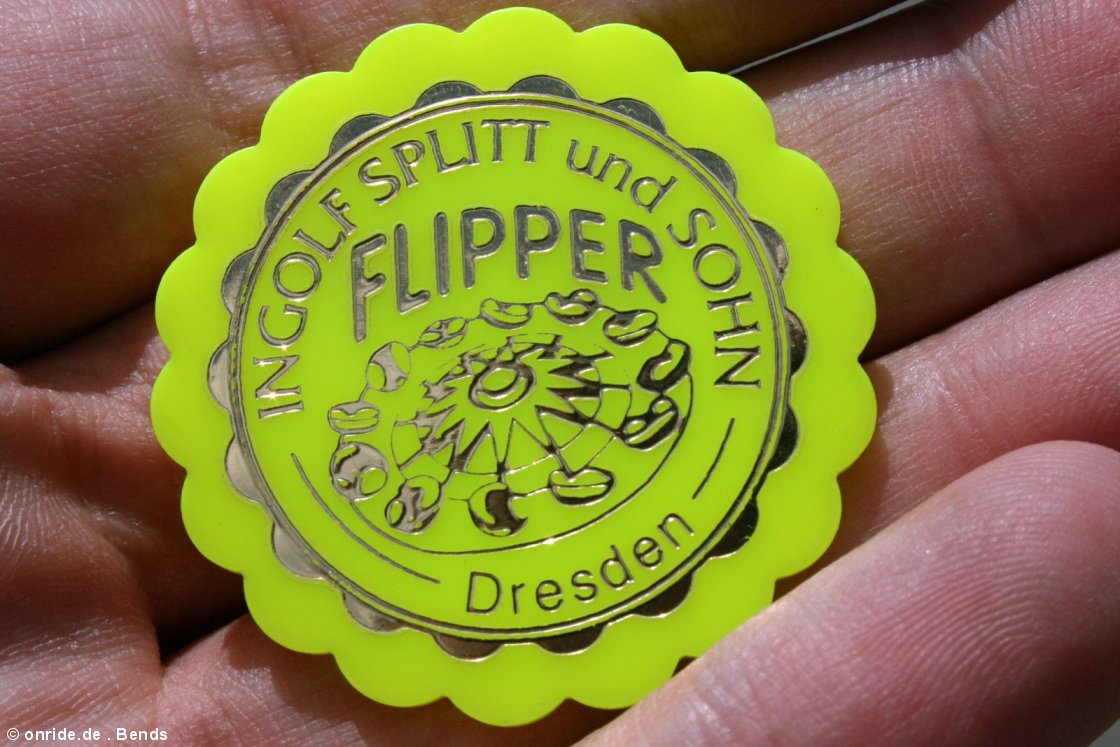 INGOLF SPLITT und SOHN
FLIPPER
Dresden
© onride.de . Bends